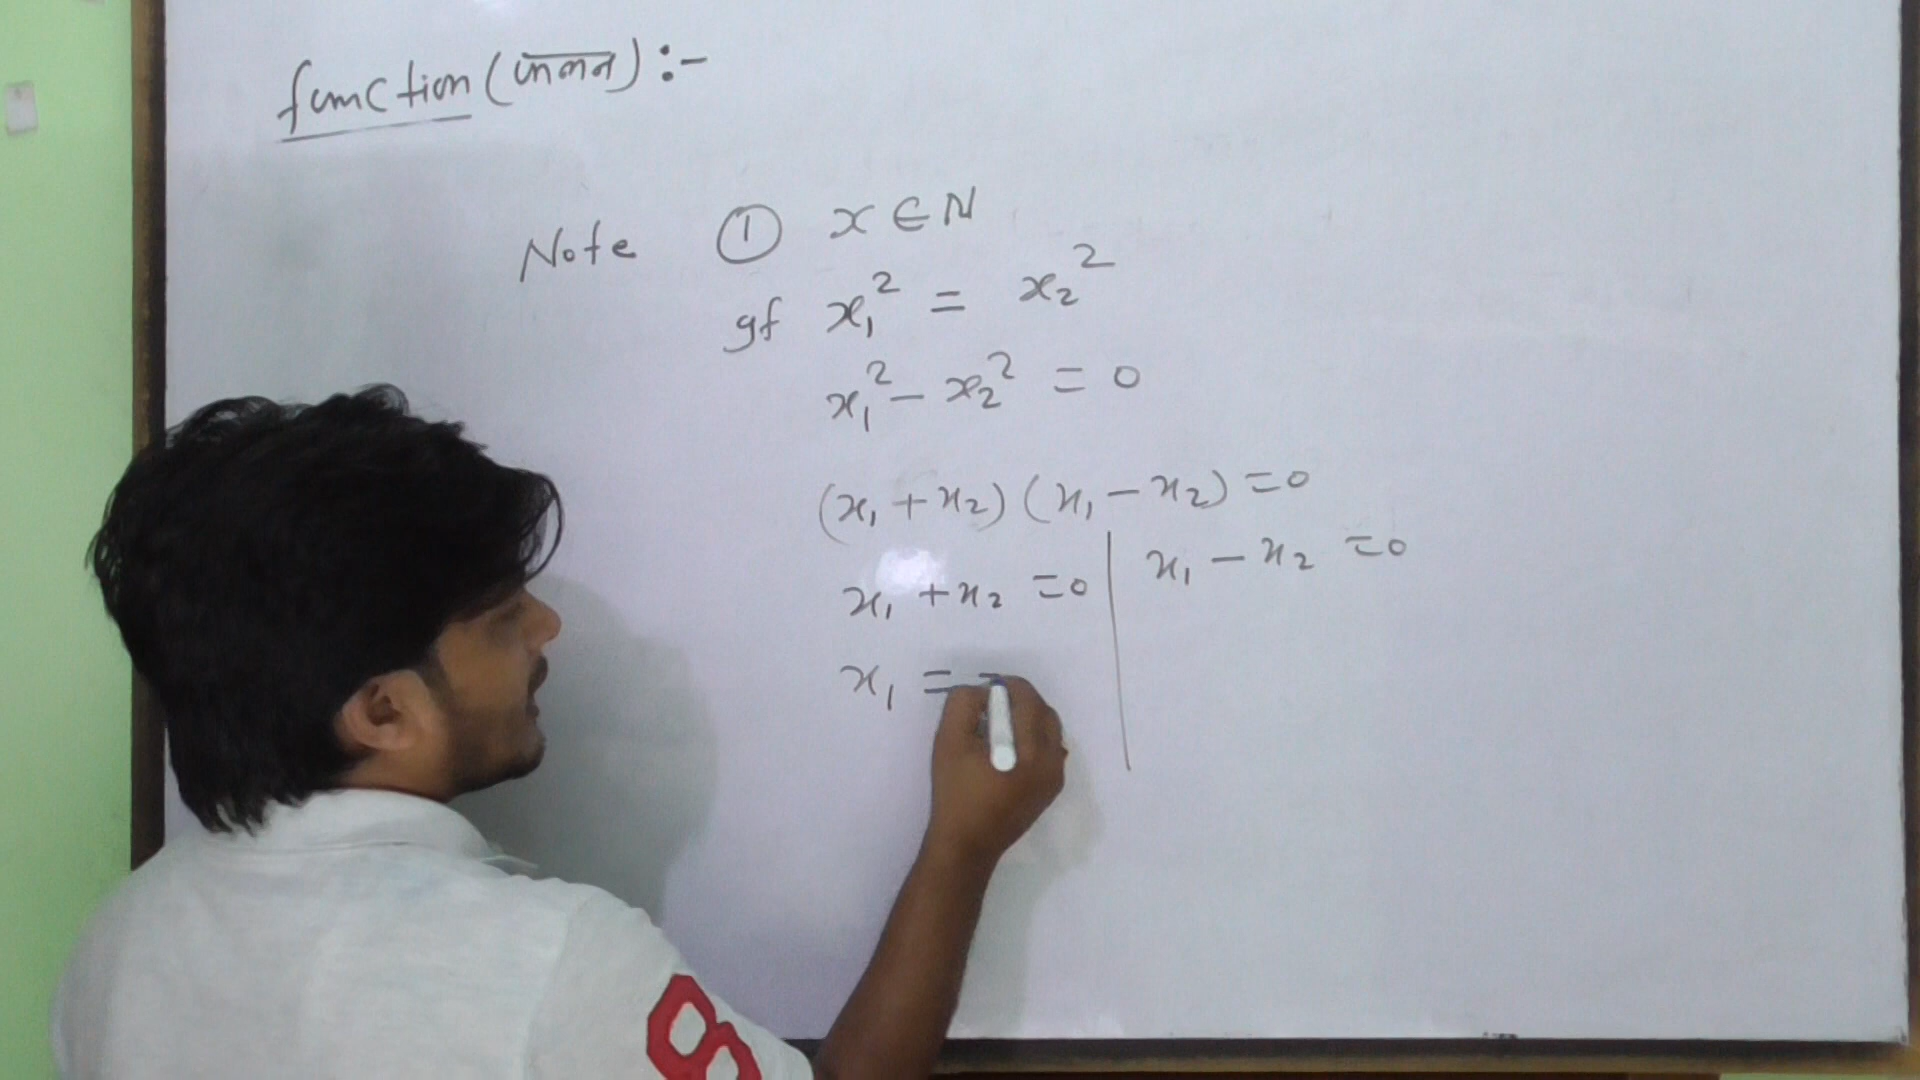 function (फलन) :-
Note ① x ∈ N
If x₁² = x₂²
x₁² - x₂² = 0
(x₁ + x₂) (x₁ - x₂) = 0
x₁ + x₂ = 0 | x₁ - x₂ = 0
x₁ = -
8